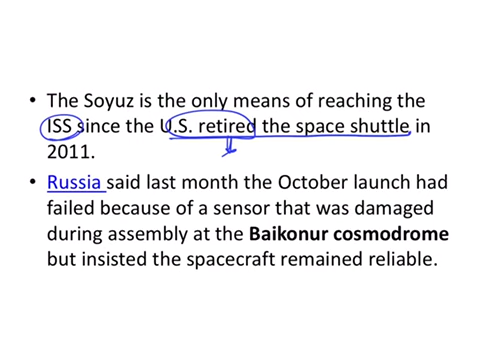 • The Soyuz is the only means of reaching the
ISS since the U.S. retired the space shuttle in
2011.
• Russia said last month the October launch had
failed because of a sensor that was damaged
during assembly at the Baikonur cosmodrome
but insisted the spacecraft remained reliable.